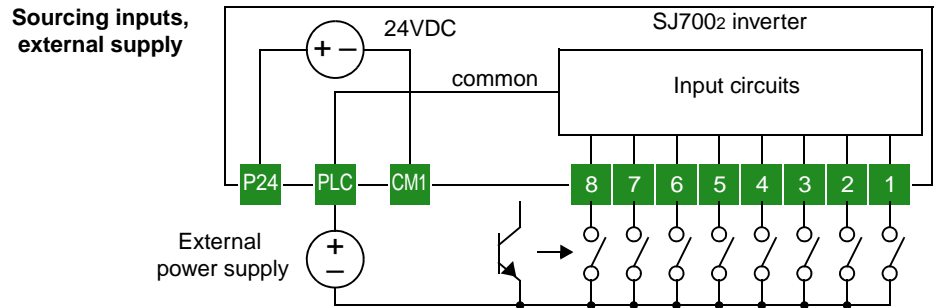 Sourcing inputs,
external supply
24VDC
SJ7002 inverter
+ −
common
Input circuits
P24 PLC CM1 8 7 6 5 4 3 2 1
External
power supply
+
−